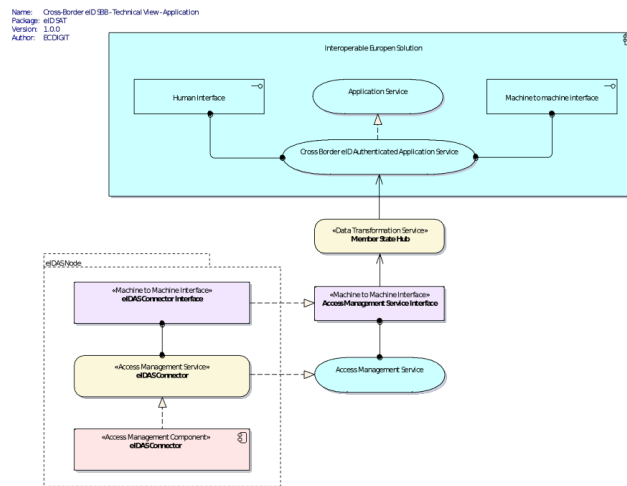 Name: Cross-Border eID SBB - Technical View - Application
Package: eID SAT
Version: 1.0.0
Author: ECDIGIT
Interoperable Europen Solution
Human Interface
Application Service
Machine to machine interface
Cross Border eID Authenticated Application Service
«Data Transformation Service»
Member State Hub
eIDAS Node
«Machine to Machine Interface»
eIDAS Connector Interface
«Machine to Machine Interface»
Access Management Service Interface
«Access Management Service»
eIDAS Connector
Access Management Service
«Access Management Component»
eIDAS Connector